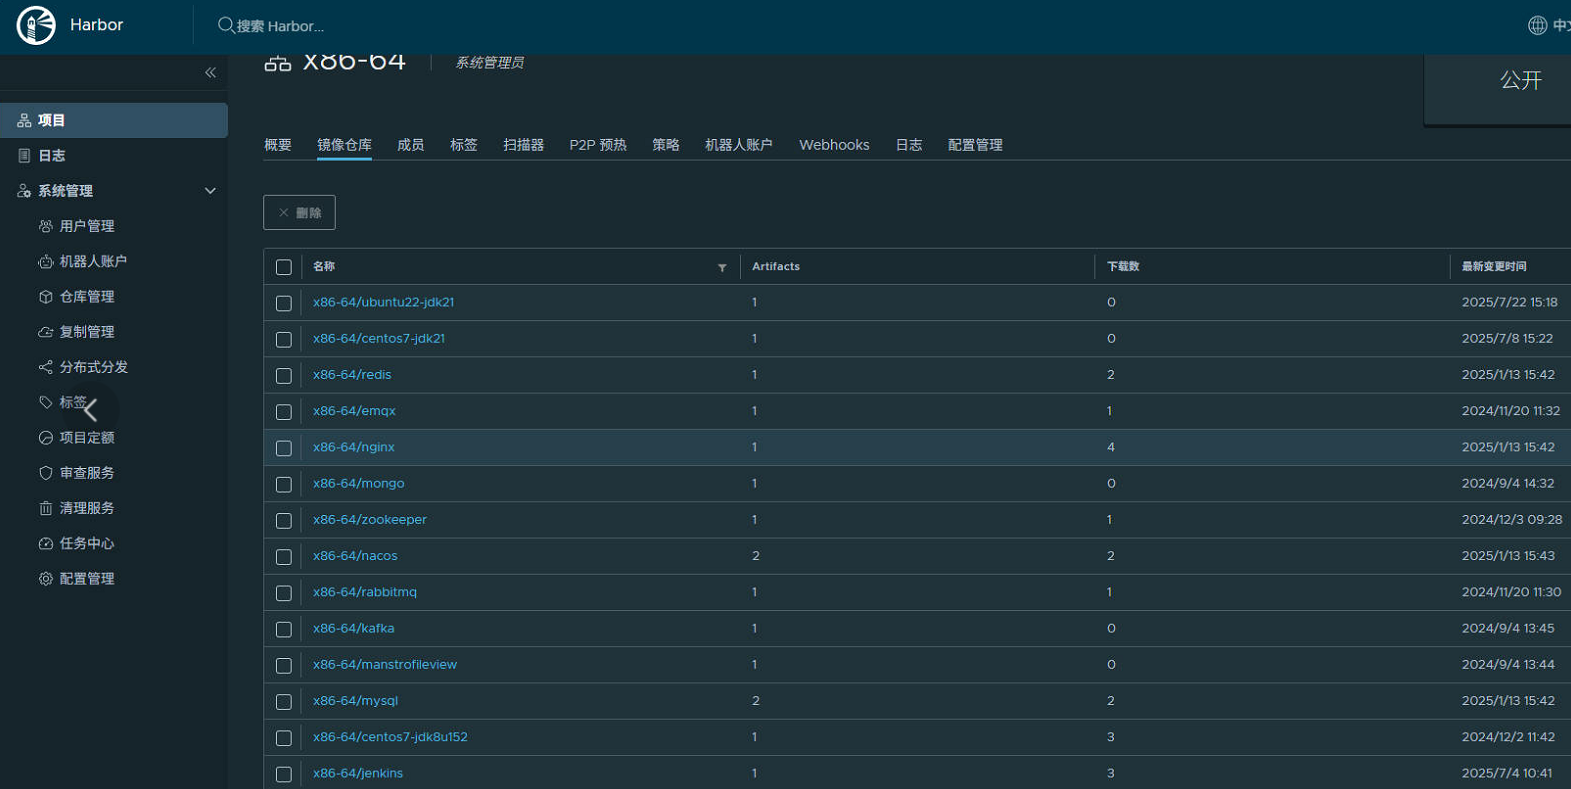 Harbor
搜索 Harbor...
x86-64
系统管理员
公开
项目
日志
系统管理
用户管理
机器人账户
仓库管理
复制管理
分布式分发
标签
项目定额
审查服务
清理服务
任务中心
配置管理
概要 镜像仓库 成员 标签 扫描器 P2P 预热 策略 机器人账户 Webhooks 日志 配置管理
删除
名称 Artifacts 下载数 最新变更时间
x86-64/ubuntu22-jdk21 1 0 2025/7/22 15:18
x86-64/centos7-jdk21 1 0 2025/7/8 15:22
x86-64/redis 1 2 2025/1/13 15:42
x86-64/emqx 1 1 2024/11/20 11:32
x86-64/nginx 1 4 2025/1/13 15:42
x86-64/mongo 1 0 2024/9/4 14:32
x86-64/zookeeper 1 1 2024/12/3 09:28
x86-64/nacos 2 2 2025/1/13 15:43
x86-64/rabbitmq 1 1 2024/11/20 11:30
x86-64/kafka 1 0 2024/9/4 13:45
x86-64/manstrofileview 1 0 2024/9/4 13:44
x86-64/mysql 2 2 2025/1/13 15:42
x86-64/centos7-jdk8u152 1 3 2024/12/2 11:42
x86-64/jenkins 1 3 2025/7/4 10:41